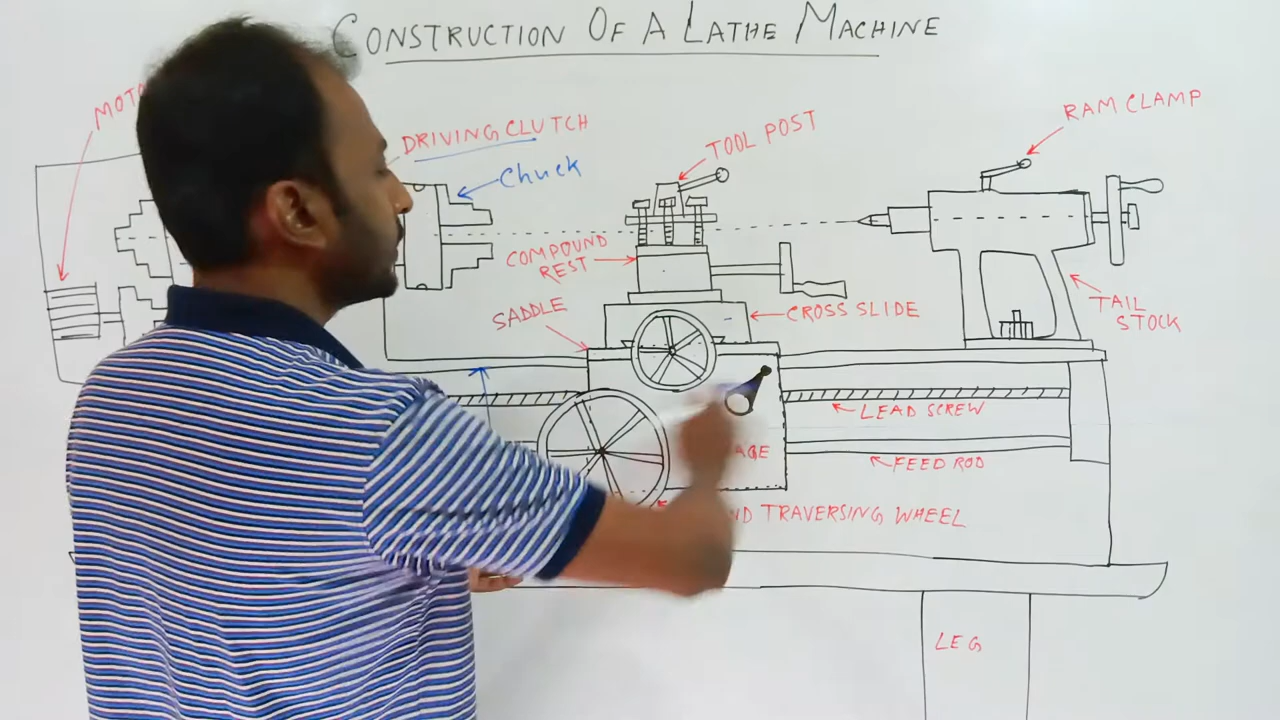 CONSTRUCTION OF A LATHE MACHINE
RAM CLAMP
DRIVING CLUTCH
TOOL POST
Chuck
COMPOUND
REST
SADDLE
CROSS SLIDE
TAIL
STOCK
LEAD SCREW
FEED ROD
TRAVERSING WHEEL
LEG